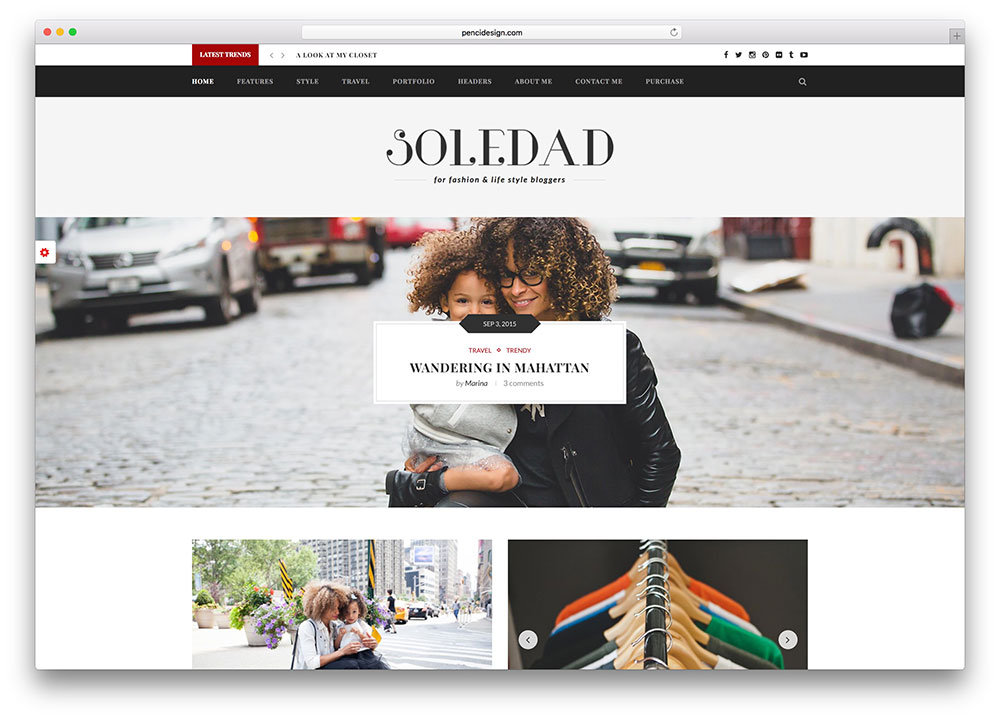 pencidesign.com
LATEST TRENDS A LOOK AT MY CLOSET
HOME FEATURES STYLE TRAVEL PORTFOLIO HEADERS ABOUT ME CONTACT ME PURCHASE
SOLEDAD
for fashion & life style bloggers
SEP 3, 2015
TRAVEL TRENDY
WANDERING IN MAHATTAN
by Marina 3 comments